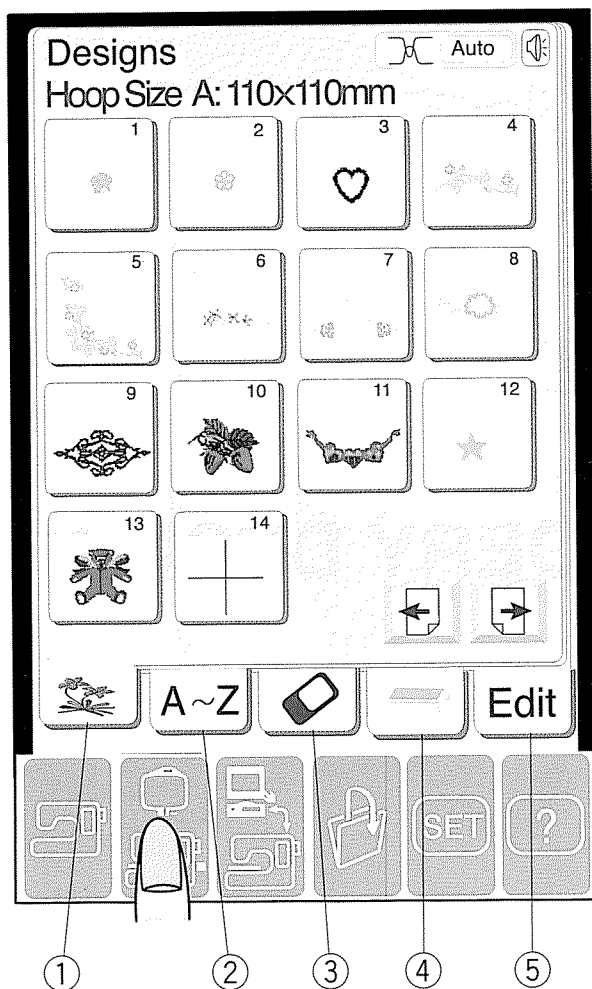 Designs
Auto
Hoop Size A: 110x110mm
1 2 3 4
5 6 7 8
9 10 11 12
13 14
A~Z Edit
SET ?
① ② ③ ④ ⑤